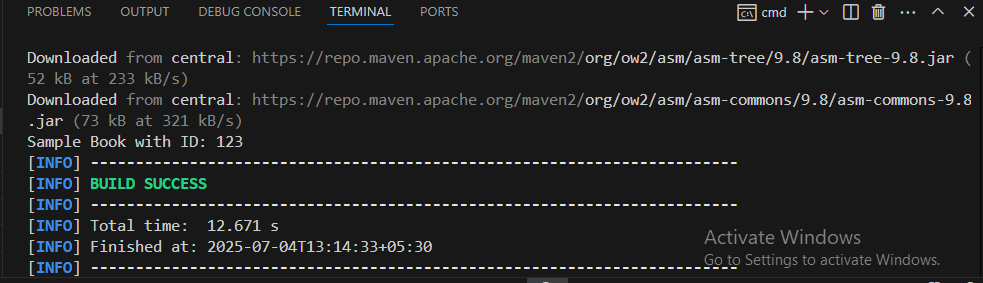 PROBLEMS OUTPUT DEBUG CONSOLE TERMINAL PORTS cmd
Downloaded from central: https://repo.maven.apache.org/maven2/org/ow2/asm/asm-tree/9.8/asm-tree-9.8.jar (
52 kB at 233 kB/s)
Downloaded from central: https://repo.maven.apache.org/maven2/org/ow2/asm/asm-commons/9.8/asm-commons-9.8
.jar (73 kB at 321 kB/s)
Sample Book with ID: 123
[INFO] ------------------------------------------------------------------------
[INFO] BUILD SUCCESS
[INFO] ------------------------------------------------------------------------
[INFO] Total time:  12.671 s
[INFO] Finished at: 2025-07-04T13:14:33+05:30
[INFO] ------------------------------------------------------------------------
Activate Windows
Go to Settings to activate Windows.